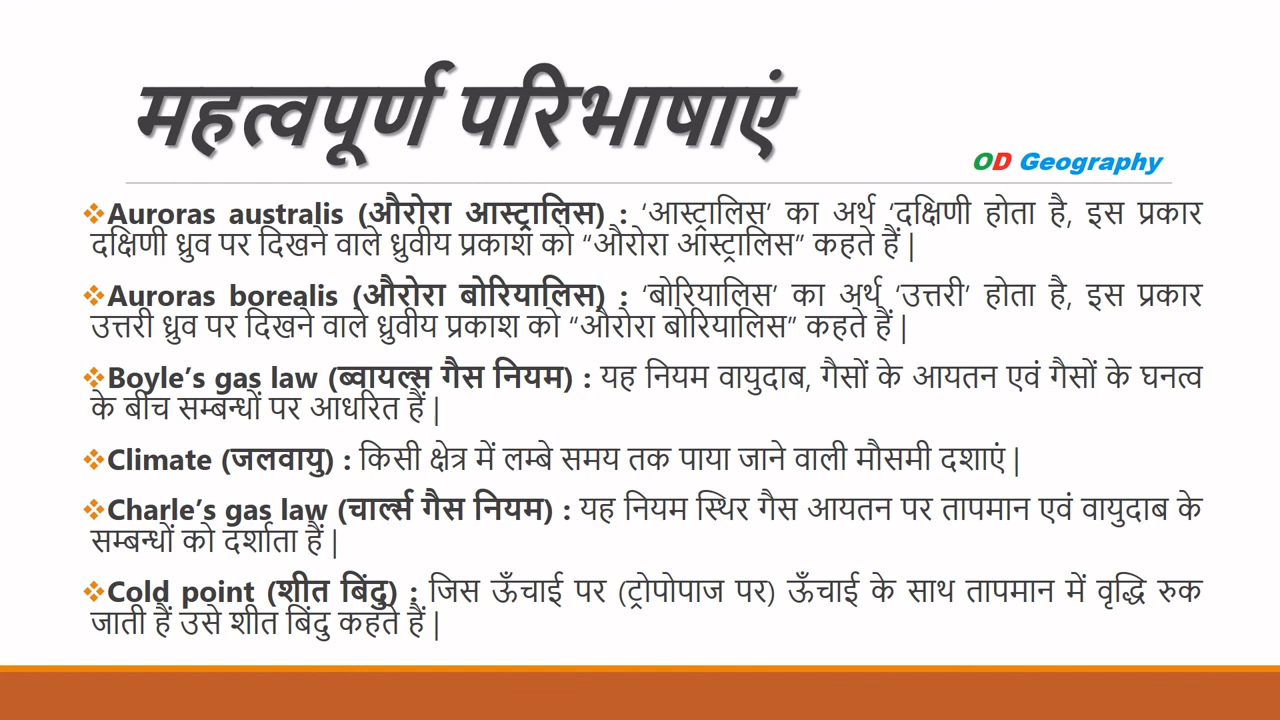 महत्वपूर्ण परिभाषाएं
OD Geography
❖Auroras australis (औरोरा आस्ट्रालिस) : ‘आस्ट्रालिस’ का अर्थ ‘दक्षिणी होता है, इस प्रकार
दक्षिणी ध्रुव पर दिखने वाले ध्रुवीय प्रकाश को “औरोरा आस्ट्रालिस” कहते हैं |
❖Auroras borealis (औरोरा बोरियालिस) : ‘बोरियालिस’ का अर्थ ‘उत्तरी’ होता है, इस प्रकार
उत्तरी ध्रुव पर दिखने वाले ध्रुवीय प्रकाश को “औरोरा बोरियालिस” कहते हैं |
❖Boyle’s gas law (ब्वायल्स गैस नियम) : यह नियम वायुदाब, गैसों के आयतन एवं गैसों के घनत्व
के बीच सम्बन्धों पर आधरित हैं |
❖Climate (जलवायु) : किसी क्षेत्र में लम्बे समय तक पाया जाने वाली मौसमी दशाएं |
❖Charle’s gas law (चार्ल्स गैस नियम) : यह नियम स्थिर गैस आयतन पर तापमान एवं वायुदाब के
सम्बन्धों को दर्शाता हैं |
❖Cold point (शीत बिंदु) : जिस ऊँचाई पर (ट्रोपोपाज पर) ऊँचाई के साथ तापमान में वृद्धि रुक
जाती हैं उसे शीत बिंदु कहते हैं |